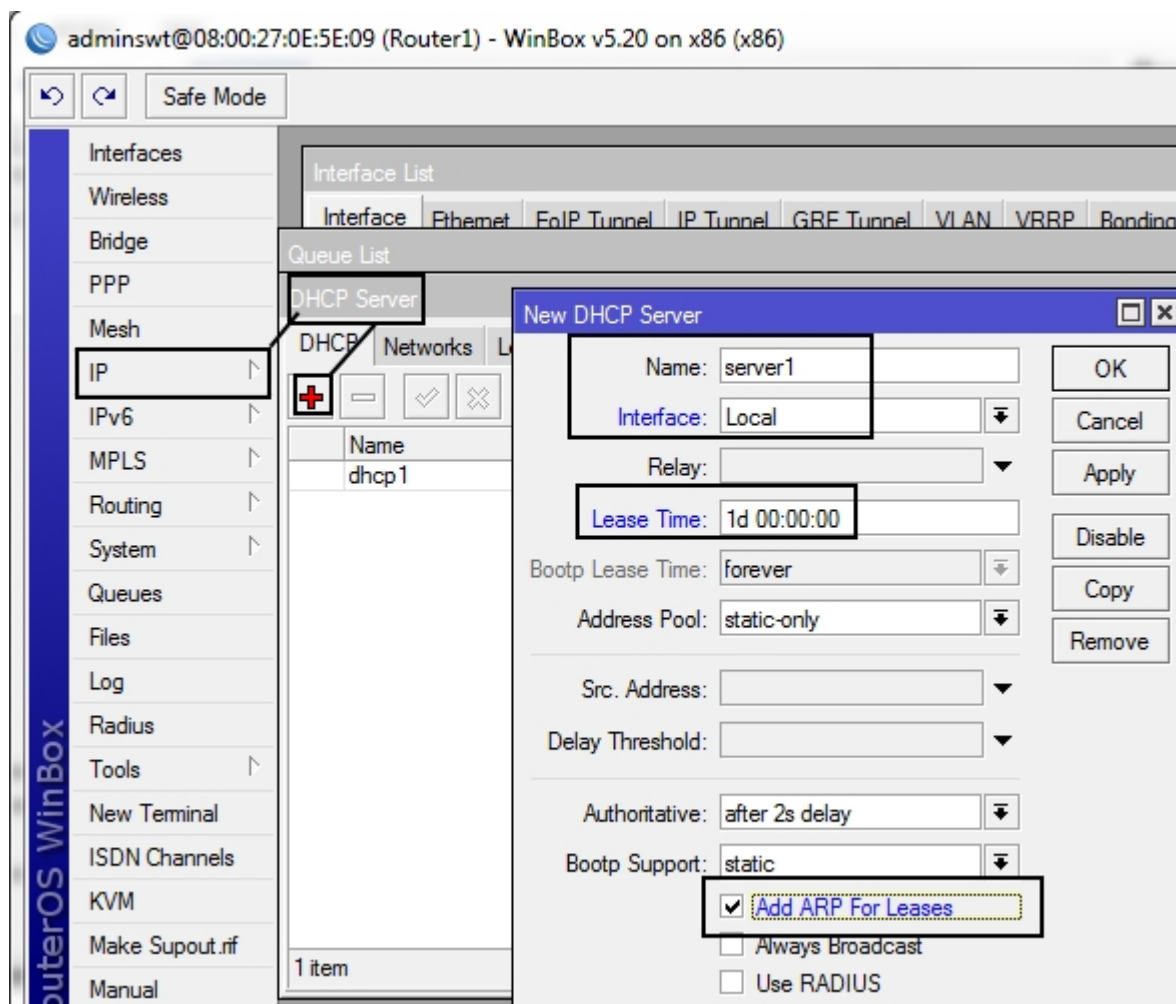 adminswt@08:00:27:0E:5E:09 (Router1) - WinBox v5.20 on x86 (x86)
Safe Mode
Interfaces
Wireless
Bridge
PPP
Mesh
IP
IPv6
MPLS
Routing
System
Queues
Files
Log
Radius
Tools
New Terminal
ISDN Channels
KVM
Make Supout.rif
Manual
RouterOS WinBox
Interface List
Interface Ethernet EoIP Tunnel IP Tunnel GRE Tunnel VLAN VRRP Bonding
Queue List
DHCP Server
DHCP Networks
Name
dhcp1
1 item
New DHCP Server
Name: server1
Interface: Local
Relay:
Lease Time: 1d 00:00:00
Bootp Lease Time: forever
Address Pool: static-only
Src. Address:
Delay Threshold:
Authoritative: after 2s delay
Bootp Support: static
Add ARP For Leases
Always Broadcast
Use RADIUS
OK
Cancel
Apply
Disable
Copy
Remove